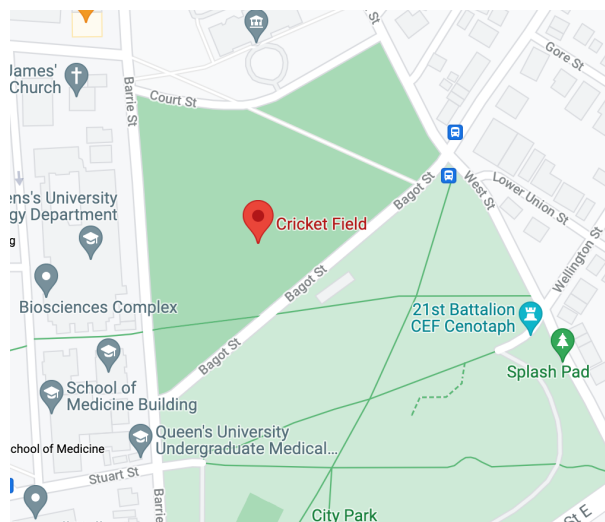 St
Gore St
James'
Church
Barrie St
Court St
Bagot St
West St
Lower Union St
ens's University
gy Department
Cricket Field
g
Wellington St
Bagot St
Biosciences Complex
21st Battalion
CEF Cenotaph
Bagot St
Splash Pad
School of
Medicine Building
Queen's University
Undergraduate Medical...
chool of Medicine
Stuart St
Barrie
City Park
St E